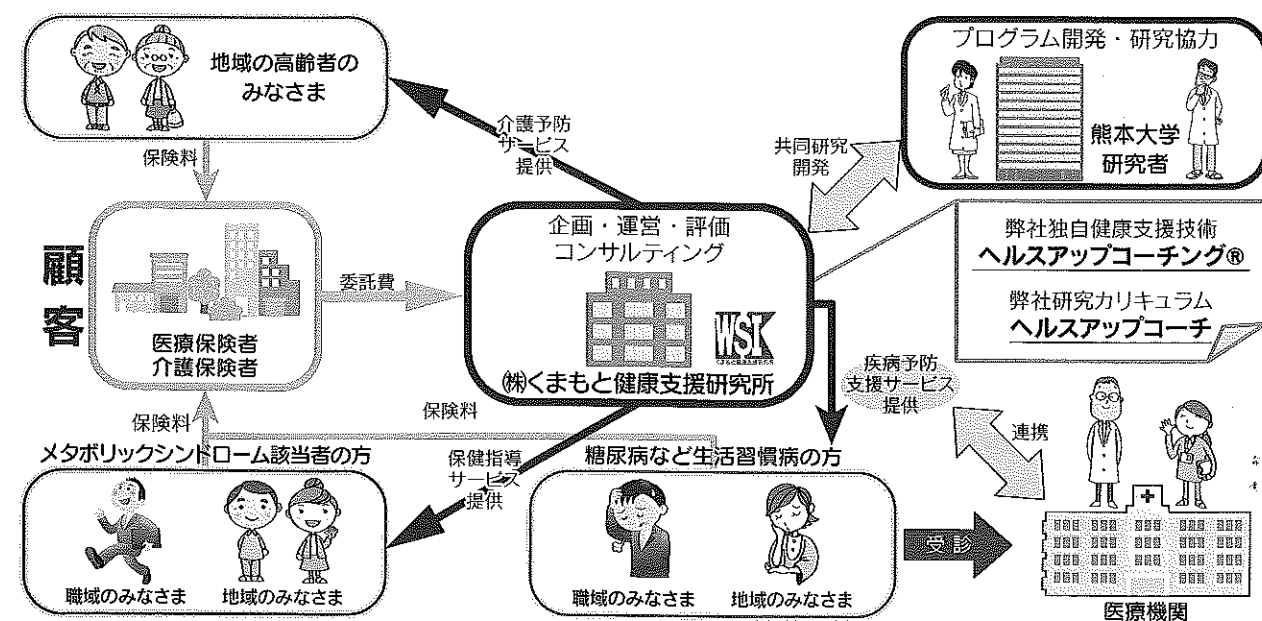 地域の高齢者の
みなさま
プログラム開発・研究協力
熊本大学
研究者
保険料
介護予防
サービス
提供
共同研究
開発
顧客
医療保険者
介護保険者
委託費
企画・運営・評価
コンサルティング
WSK
くまもと健康支援研究所
㈱くまもと健康支援研究所
弊社独自健康支援技術
ヘルスアップコーチング®
弊社研究カリキュラム
ヘルスアップコーチ
疾病予防
支援サービス
提供
連携
保険料
保険料
メタボリックシンドローム該当者の方
保健指導
サービス
提供
糖尿病など生活習慣病の方
職域のみなさま
地域のみなさま
職域のみなさま
地域のみなさま
受診
医療機関